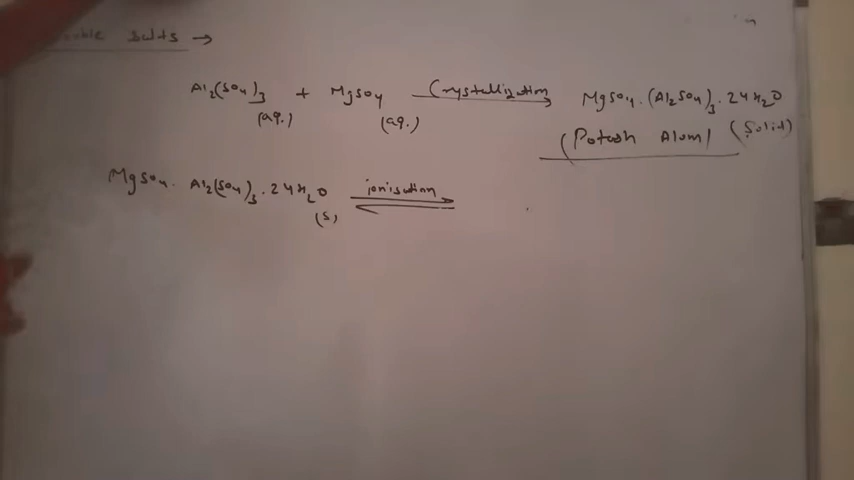 Salts →
Al₂(SO₄)₃ + MgSO₄ Crystallization → MgSO₄.(Al₂SO₄)₃.24H₂O
(aq.) (aq.) (Potash Alum) (Solid)
MgSO₄. Al₂(SO₄)₃.24H₂O ionisation ⇌
(s)